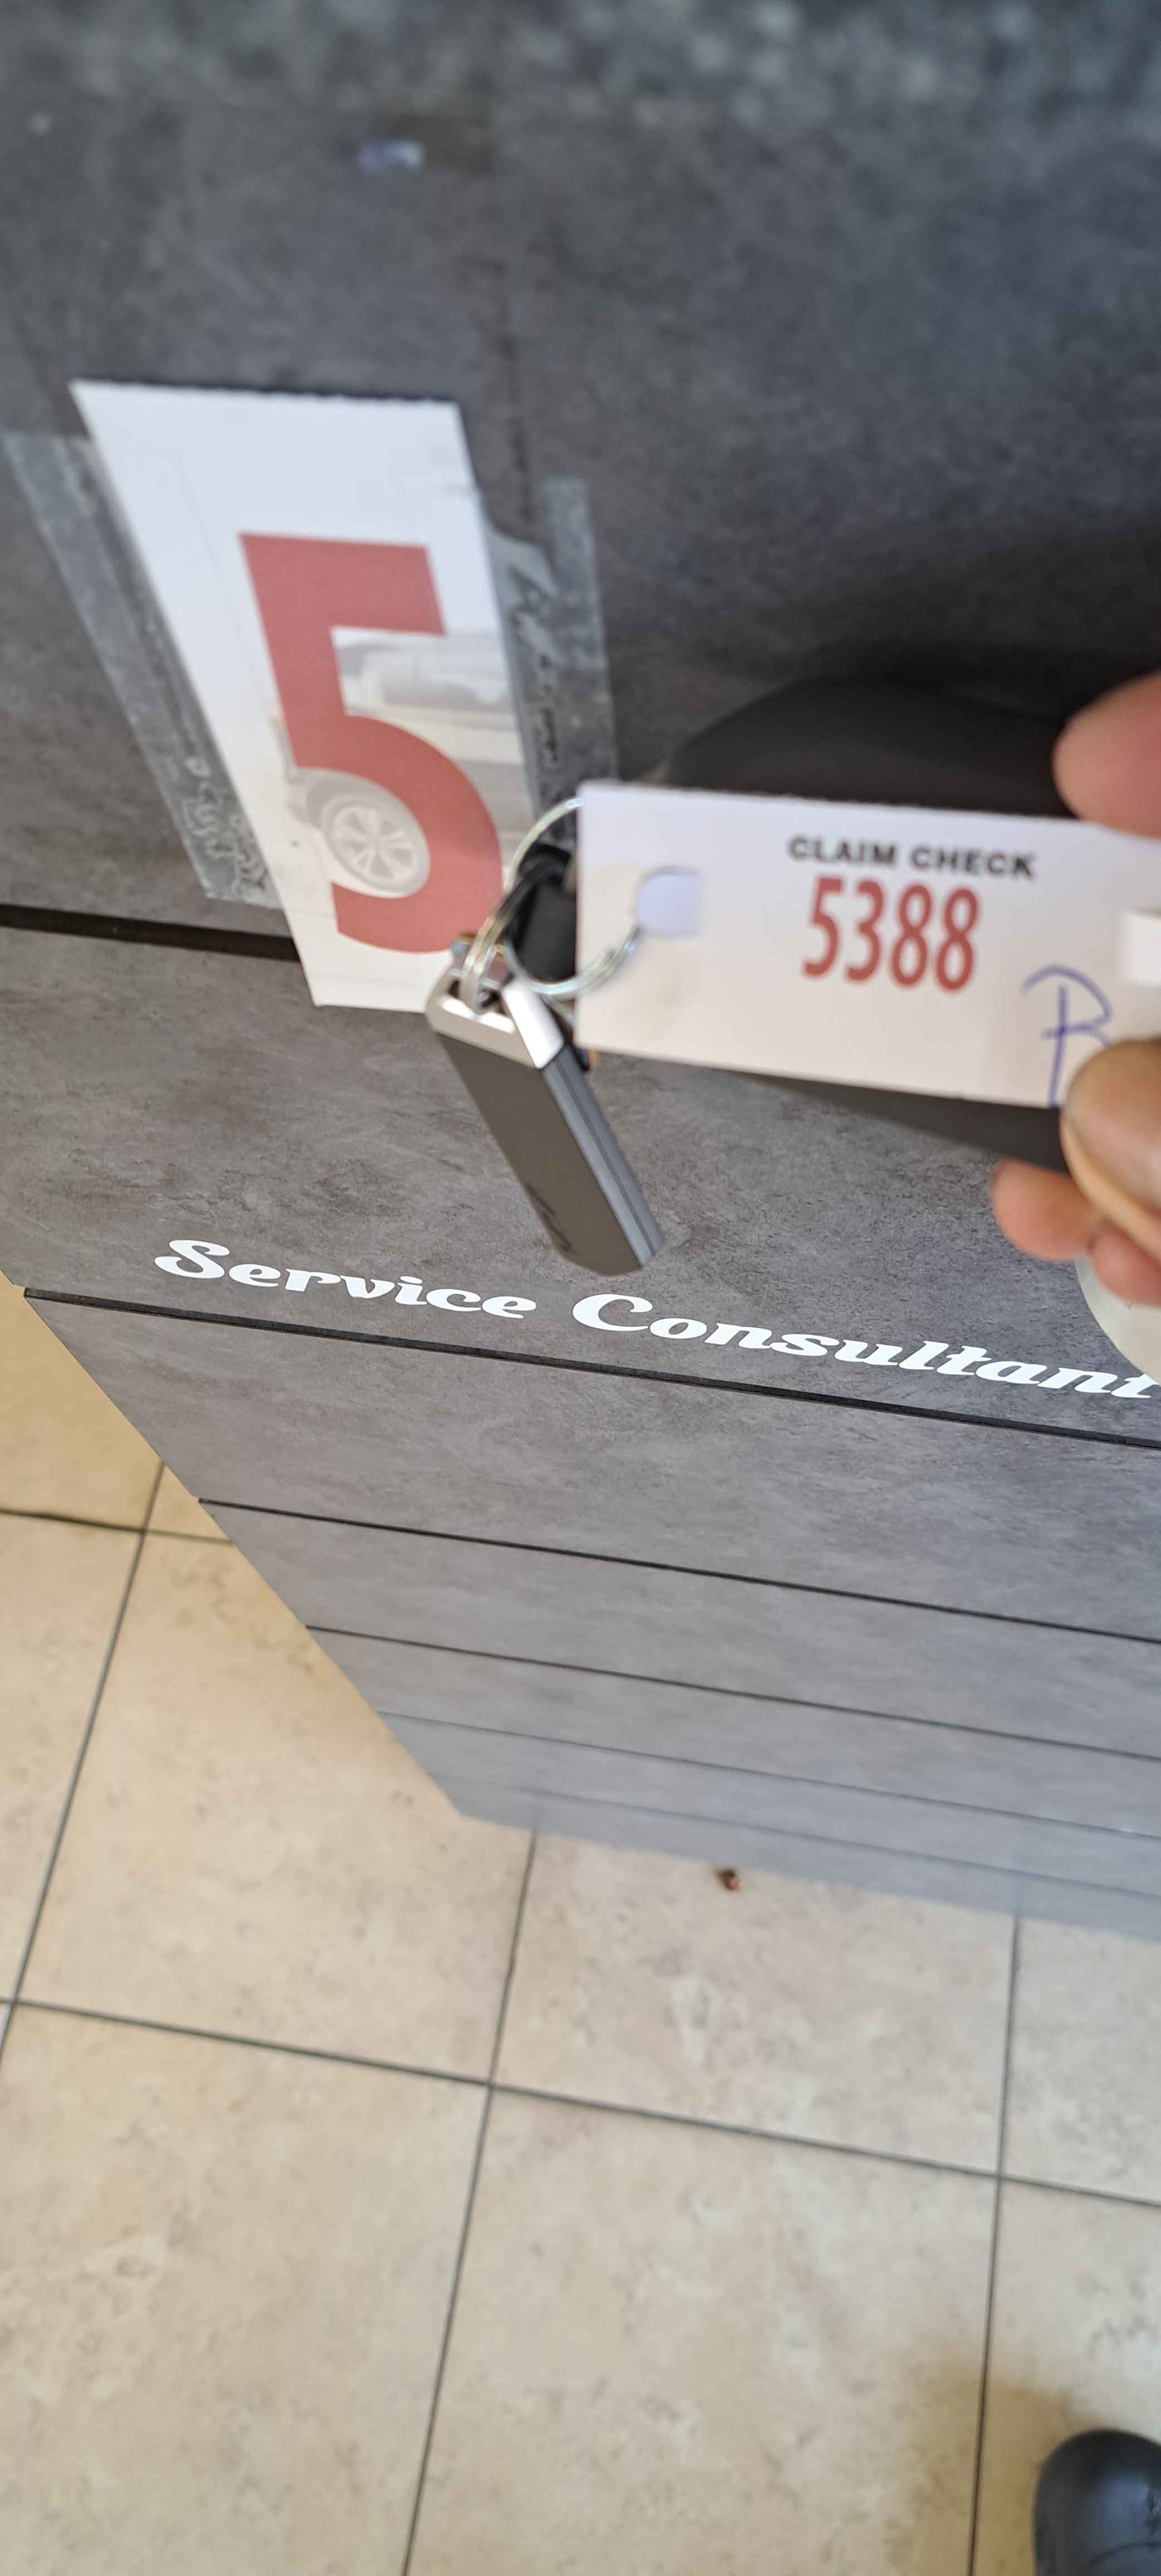 5
CLAIM CHECK
5388
Service Consultant